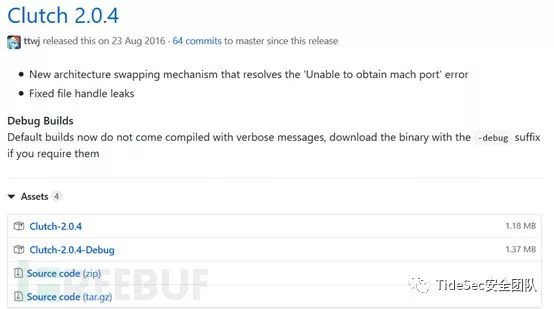 Clutch 2.0.4
ttwj released this on 23 Aug 2016 · 64 commits to master since this release
• New architecture swapping mechanism that resolves the 'Unable to obtain mach port' error
• Fixed file handle leaks
Debug Builds
Default builds now do not come compiled with verbose messages, download the binary with the -debug suffix
if you require them
Assets 4
Clutch-2.0.4 1.18 MB
Clutch-2.0.4-Debug 1.37 MB
Source code (zip)
Source code (tar.gz)
REEBUF
TideSec安全团队